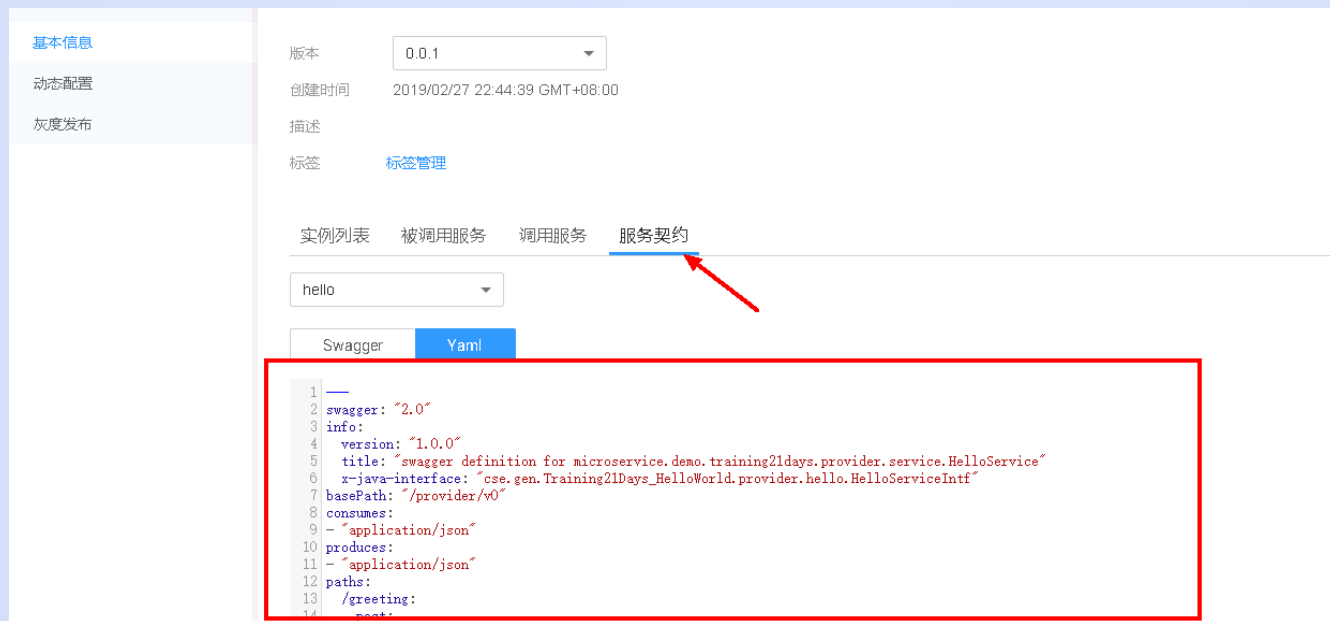 基本信息
动态配置
灰度发布
版本 0.0.1
创建时间 2019/02/27 22:44:39 GMT+08:00
描述
标签 标签管理
实例列表 被调用服务 调用服务 服务契约
hello
Swagger Yaml
1 ---
2 swagger: "2.0"
3 info:
4 version: "1.0.0"
5 title: "swagger definition for microservice.demo.training21days.provider.service.HelloService"
6 x-java-interface: "cse.gen.Training21Days_HelloWorld.provider.hello.HelloServiceIntf"
7 basePath: "/provider/v0"
8 consumes:
9 - "application/json"
10 produces:
11 - "application/json"
12 paths:
13 /greeting:
14 post: